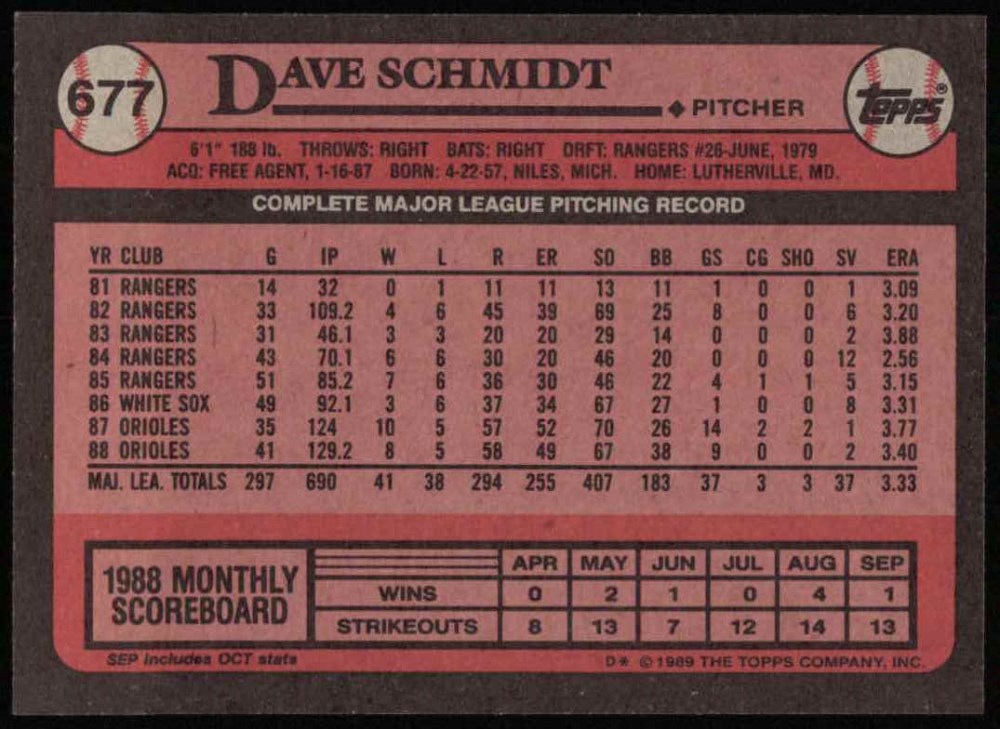 677
DAVE SCHMIDT
◆ PITCHER
Topps®
6'1" 188 lb. THROWS: RIGHT BATS: RIGHT DRFT: RANGERS #26-JUNE, 1979
ACQ: FREE AGENT, 1-16-87 BORN: 4-22-57, NILES, MICH. HOME: LUTHERVILLE, MD.
COMPLETE MAJOR LEAGUE PITCHING RECORD
YR CLUB G IP W L R ER SO BB GS CG SHO SV ERA
81 RANGERS 14 32 0 1 11 11 13 11 1 0 0 1 3.09
82 RANGERS 33 109.2 4 6 45 39 69 25 8 0 0 6 3.20
83 RANGERS 31 46.1 3 3 20 20 29 14 0 0 0 2 3.88
84 RANGERS 43 70.1 6 6 30 20 46 20 0 0 0 12 2.56
85 RANGERS 51 85.2 7 6 36 30 46 22 4 1 1 5 3.15
86 WHITE SOX 49 92.1 3 6 37 34 67 27 1 0 0 8 3.31
87 ORIOLES 35 124 10 5 57 52 70 26 14 2 2 1 3.77
88 ORIOLES 41 129.2 8 5 58 49 67 38 9 0 0 2 3.40
MAJ. LEA. TOTALS 297 690 41 38 294 255 407 183 37 3 3 37 3.33
1988 MONTHLY
SCOREBOARD
APR MAY JUN JUL AUG SEP
WINS 0 2 1 0 4 1
STRIKEOUTS 8 13 7 12 14 13
SEP includes OCT stats
D* © 1989 THE TOPPS COMPANY, INC.